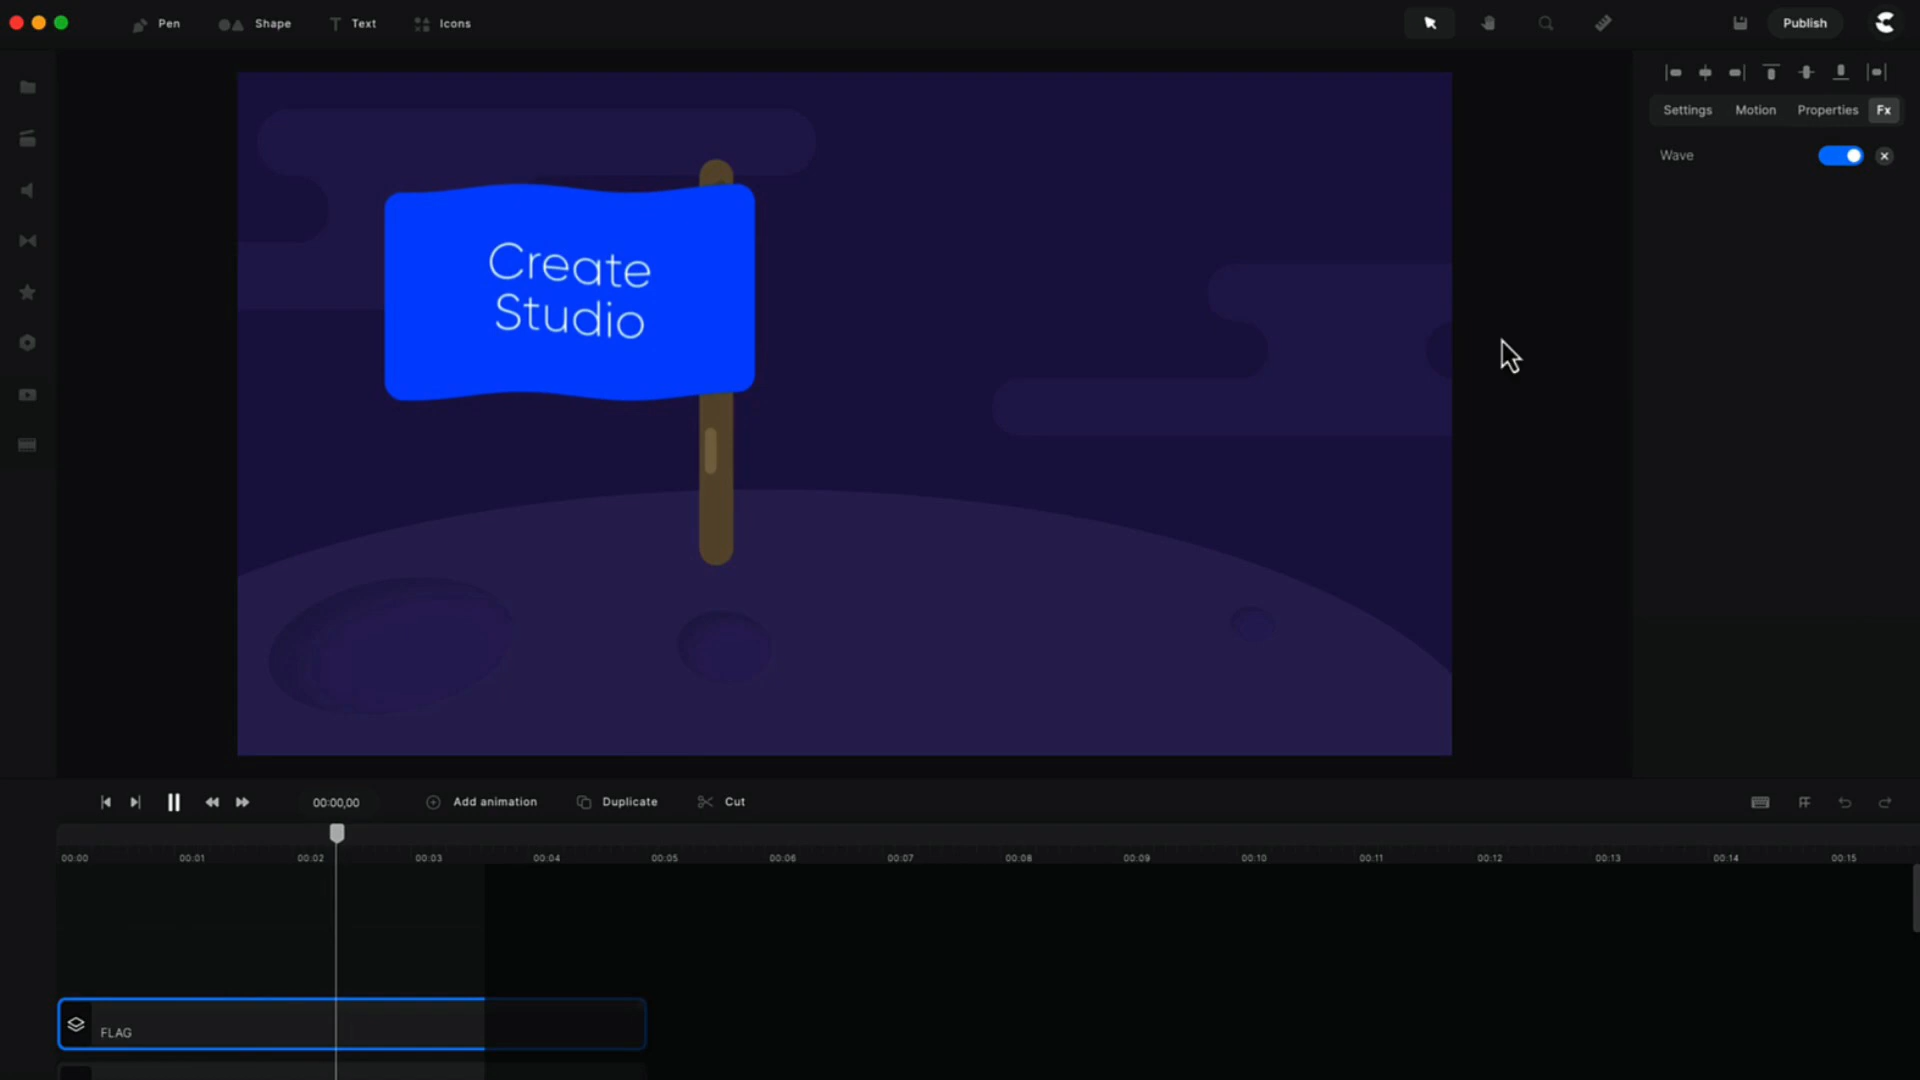 Pen
Shape
Text
Icons
Publish
Settings
Motion
Properties
Fx
Wave
Create
Studio
00:00,00
Add animation
Duplicate
Cut
00:00
00:01
00:02
00:03
00:04
00:05
00:06
00:07
00:08
00:09
00:10
00:11
00:12
00:13
00:14
00:15
FLAG